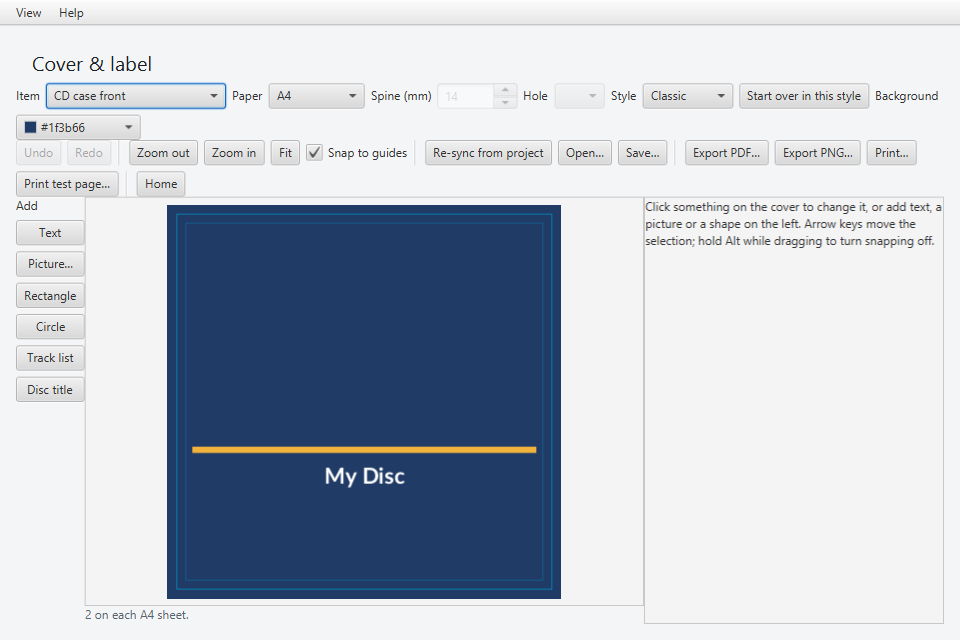 View Help
Cover & label
Item CD case front Paper A4 Spine (mm) 14 Hole Style Classic Start over in this style Background
#1f3b66
Undo Redo Zoom out Zoom in Fit Snap to guides Re-sync from project Open... Save... Export PDF... Export PNG... Print...
Print test page... Home
Add
Text
Picture...
Rectangle
Circle
Track list
Disc title
My Disc
2 on each A4 sheet.
Click something on the cover to change it, or add text, a
picture or a shape on the left. Arrow keys move the
selection; hold Alt while dragging to turn snapping off.